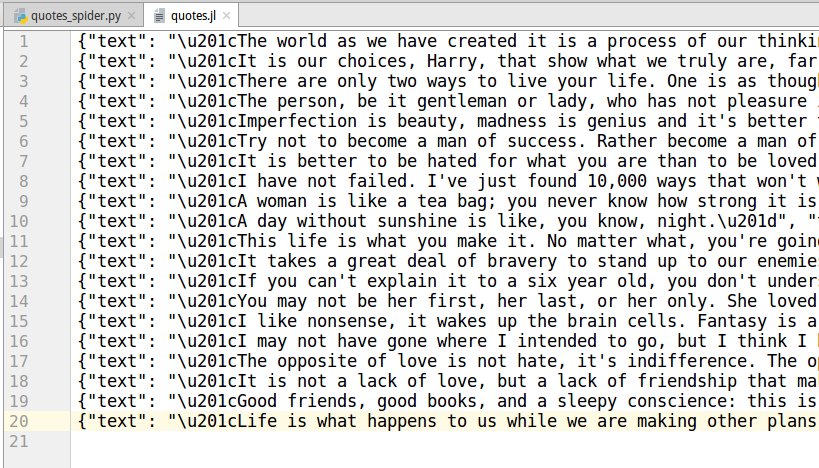 quotes_spider.py × quotes.jl ×
1 {"text": "\u201cThe world as we have created it is a process of our
2 {"text": "\u201cIt is our choices, Harry, that show what we truly are, far
3 {"text": "\u201cThere are only two ways to live your life. One is as
4 {"text": "\u201cThe person, be it gentleman or lady, who has not pleasure
5 {"text": "\u201cImperfection is beauty, madness is genius and it's better
6 {"text": "\u201cTry not to become a man of success. Rather become a man of
7 {"text": "\u201cIt is better to be hated for what you are than to be loved
8 {"text": "\u201cI have not failed. I've just found 10,000 ways that won't
9 {"text": "\u201cA woman is like a tea bag; you never know how strong it is
10 {"text": "\u201cA day without sunshine is like, you know, night.\u201d", "
11 {"text": "\u201cThis life is what you make it. No matter what, you're
12 {"text": "\u201cIt takes a great deal of bravery to stand up to our
13 {"text": "\u201cIf you can't explain it to a six year old, you don't
14 {"text": "\u201cYou may not be her first, her last, or her only. She loved
15 {"text": "\u201cI like nonsense, it wakes up the brain cells. Fantasy is a
16 {"text": "\u201cI may not have gone where I intended to go, but I think I
17 {"text": "\u201cThe opposite of love is not hate, it's indifference. The
18 {"text": "\u201cIt is not a lack of love, but a lack of friendship that
19 {"text": "\u201cGood friends, good books, and a sleepy conscience: this is
20 {"text": "\u201cLife is what happens to us while we are making other plans
21